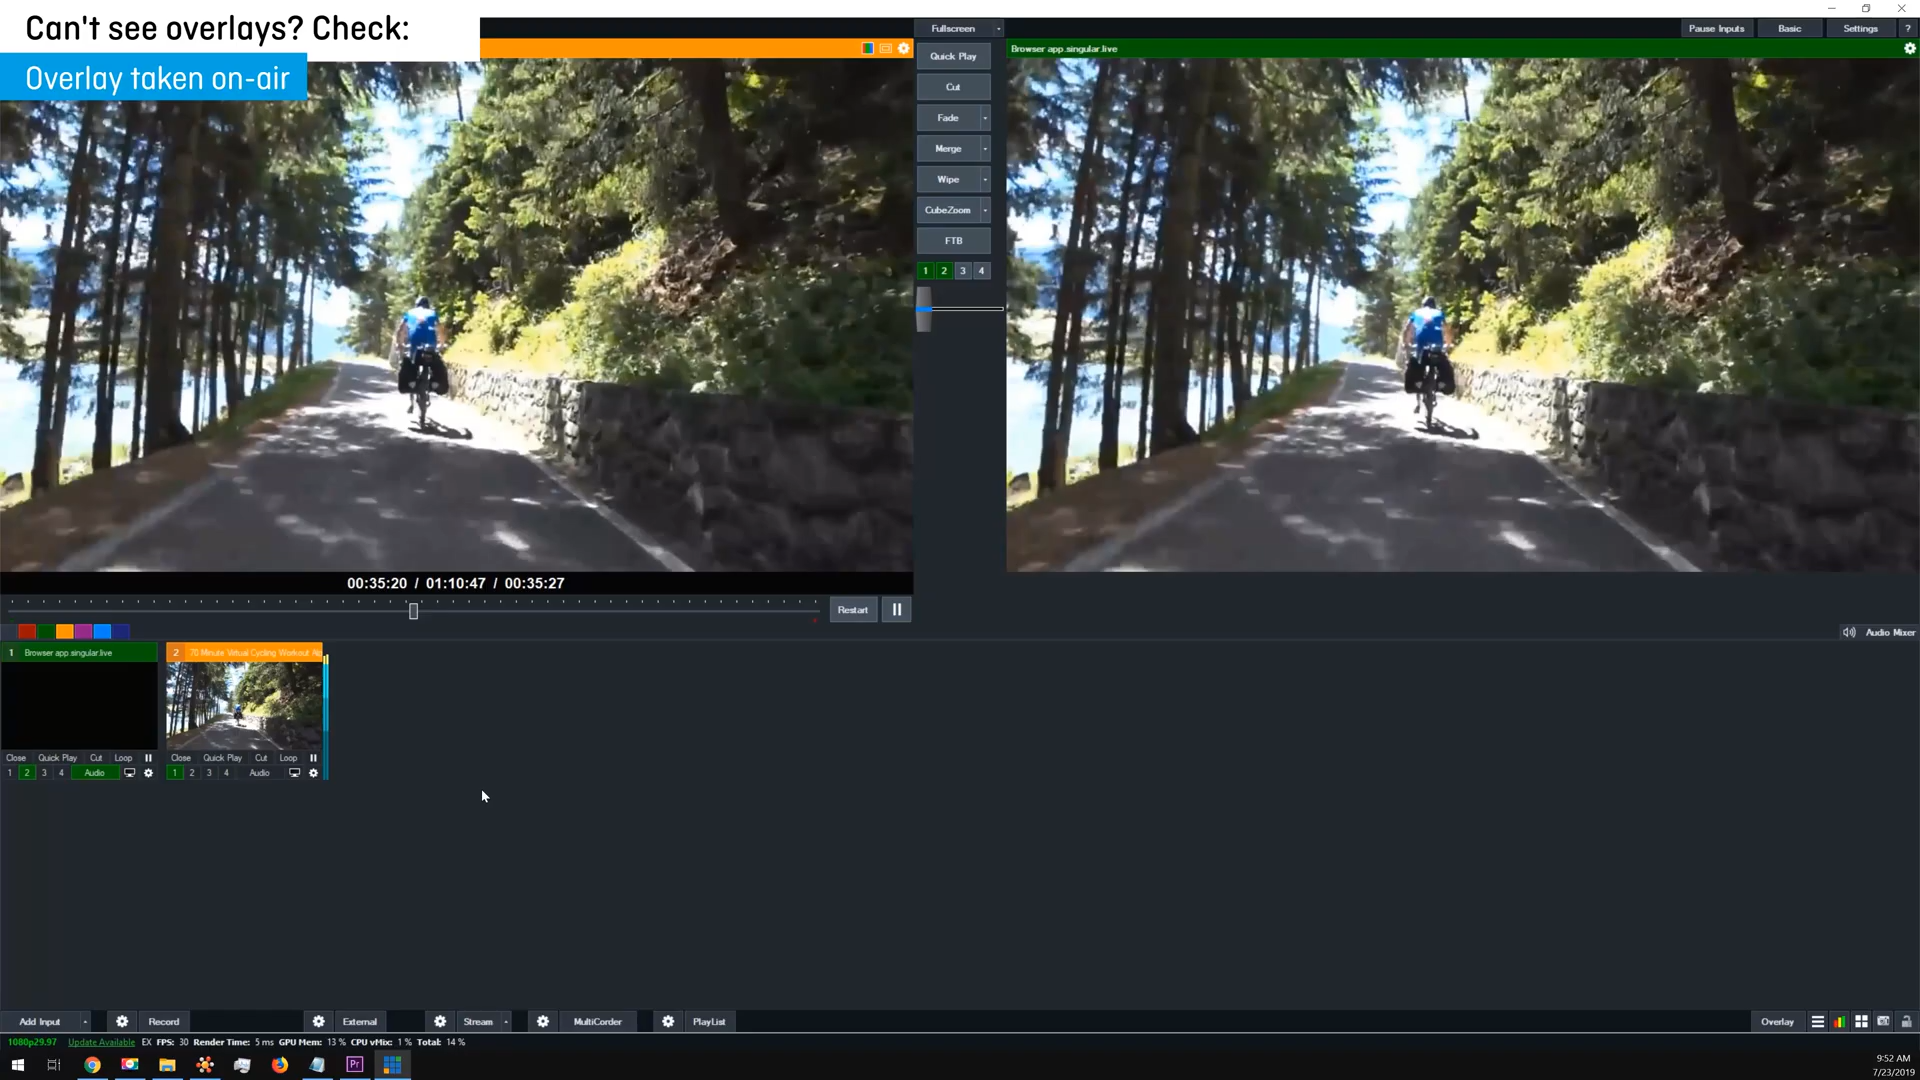 Can't see overlays? Check:
Overlay taken on-air
Fullscreen
Pause Inputs
Basic
Settings
?
Browser app.singular.live
Quick Play
Cut
Fade
Merge
Wipe
CubeZoom
FTB
1 2 3 4
00:35:20 / 01:10:47 / 00:35:27
Restart
Audio Mixer
1 Browser app.singular.live
2 70 Minute Virtual Cycling Workout Alp
Close Quick Play Cut Loop
Close Quick Play Cut Loop
1 2 3 4 Audio
1 2 3 4 Audio
Add Input
Record
External
Stream
MultiCorder
PlayList
Overlay
1080p29.97 Update Available EX FPS: 30 Render Time: 5 ms GPU Mem: 13 % CPU vMix: 1 % Total: 14 %
Pr
9:52 AM
7/23/2019